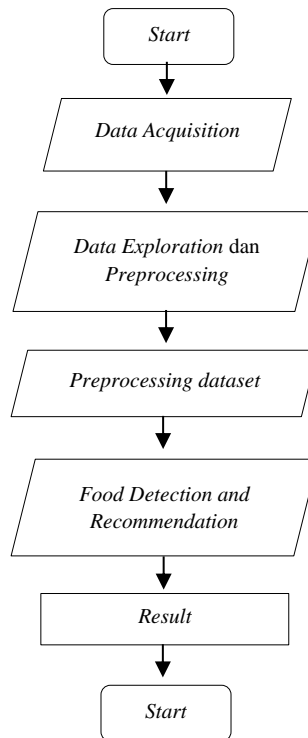 Start
Data Acquisition
Data Exploration dan
Preprocessing
Preprocessing dataset
Food Detection and
Recommendation
Result
Start